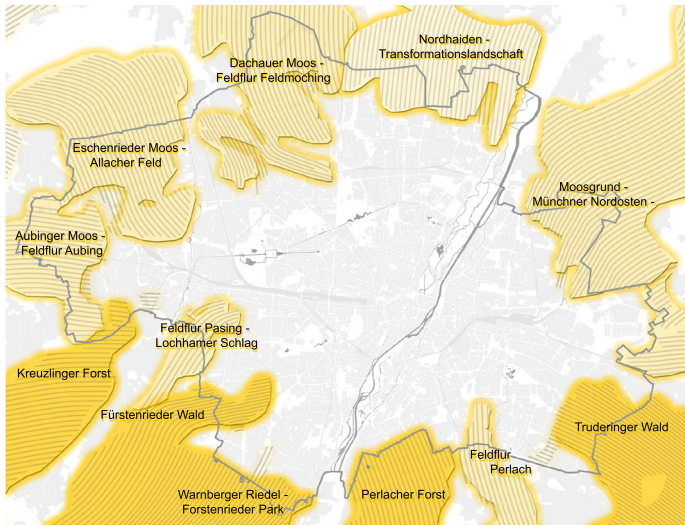 Nordhaiden -
Transformationslandschaft
Dachauer Moos -
Feldflur Feldmoching
Eschenrieder Moos -
Allacher Feld
Moosgrund -
Münchner Nordosten -
Aubinger Moos -
Feldflur Aubing
Feldflur Pasing -
Lochhamer Schlag
Kreuzlinger Forst
Fürstenrieder Wald
Truderinger Wald
Feldflur
Perlach
Warnberger Riedel -
Forstenrieder Park
Perlacher Forst